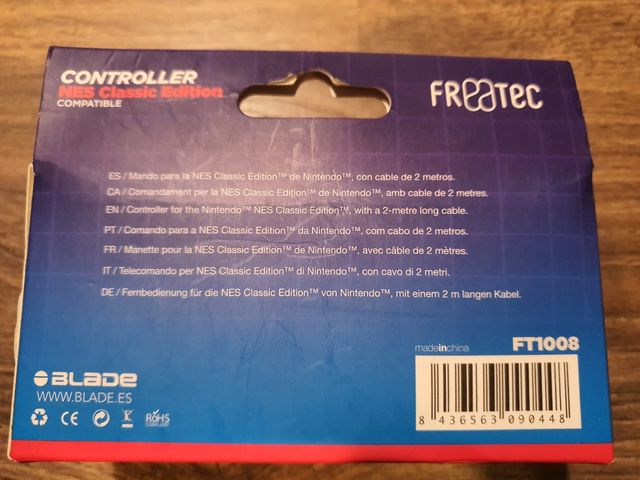 CONTROLLER
NES Classic Edition
COMPATIBLE
FREETEC
ES / Mando para la NES Classic Edition™ de Nintendo™, con cable de 2 metros.
CA / Comandament per la NES Classic Edition™ de Nintendo™, amb cable de 2 metres.
EN / Controller for the Nintendo™ NES Classic Edition™, with a 2-metre long cable.
PT / Comando para a NES Classic Edition™ da Nintendo™, com cabo de 2 metros.
FR / Manette pour la NES Classic Edition™ de Nintendo™, avec câble de 2 mètres.
IT / Telecomando per NES Classic Edition™ di Nintendo™, con cavo di 2 metri.
DE / Fernbedienung für die NES Classic Edition™ von Nintendo™, mit einem 2 m langen Kabel.
madeinchina FT1008
BLADE
WWW.BLADE.ES
CE RoHS
COMPLIANT
8 436563 090448